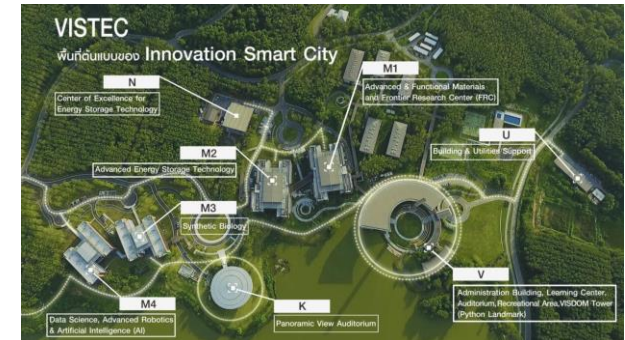 VISTEC
พื้นที่ต้นแบบของ Innovation Smart City
N
Center of Excellence for
Energy Storage Technology
M1
Advanced & Functional Materials
and Frontier Research Center (FRC)
U
Building & Utilities Support
M2
Advanced Energy Storage Technology
M3
Synthetic Biology
M4
Data Science, Advanced Robotics
& Artificial Intelligence (AI)
K
Panoramic View Auditorium
V
Administration Building, Learning Center,
Auditorium,Recreational Area,VISDOM Tower
(Python Landmark)